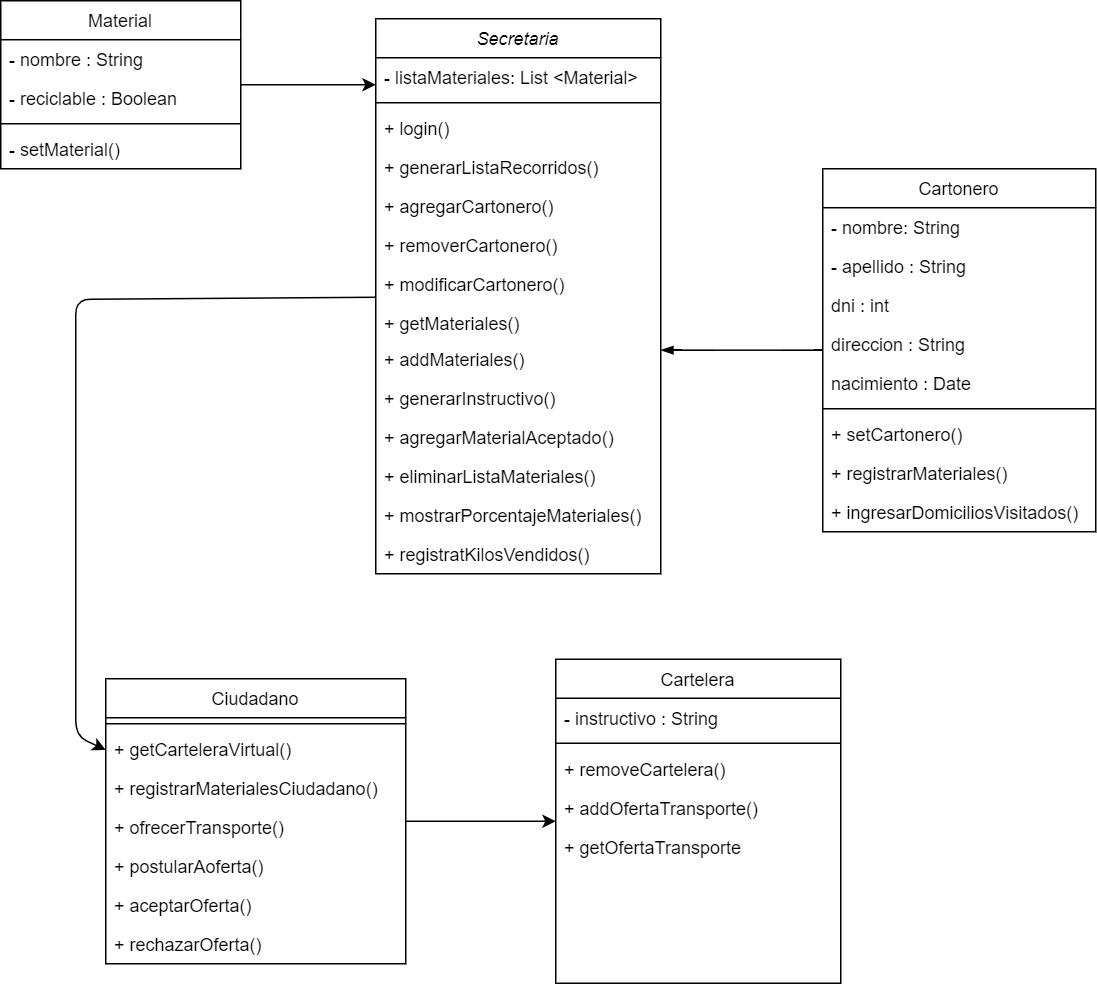 Material
- nombre : String
- reciclable : Boolean
- setMaterial()
Secretaria
- listaMateriales: List <Material>
+ login()
+ generarListaRecorridos()
+ agregarCartonero()
+ removerCartonero()
+ modificarCartonero()
+ getMateriales()
+ addMateriales()
+ generarInstructivo()
+ agregarMaterialAceptado()
+ eliminarListaMateriales()
+ mostrarPorcentajeMateriales()
+ registratKilosVendidos()
Cartonero
- nombre: String
- apellido : String
dni : int
direccion : String
nacimiento : Date
+ setCartonero()
+ registrarMateriales()
+ ingresarDomiciliosVisitados()
Ciudadano
+ getCarteleraVirtual()
+ registrarMaterialesCiudadano()
+ ofrecerTransporte()
+ postularAoferta()
+ aceptarOferta()
+ rechazarOferta()
Cartelera
- instructivo : String
+ removeCartelera()
+ addOfertaTransporte()
+ getOfertaTransporte